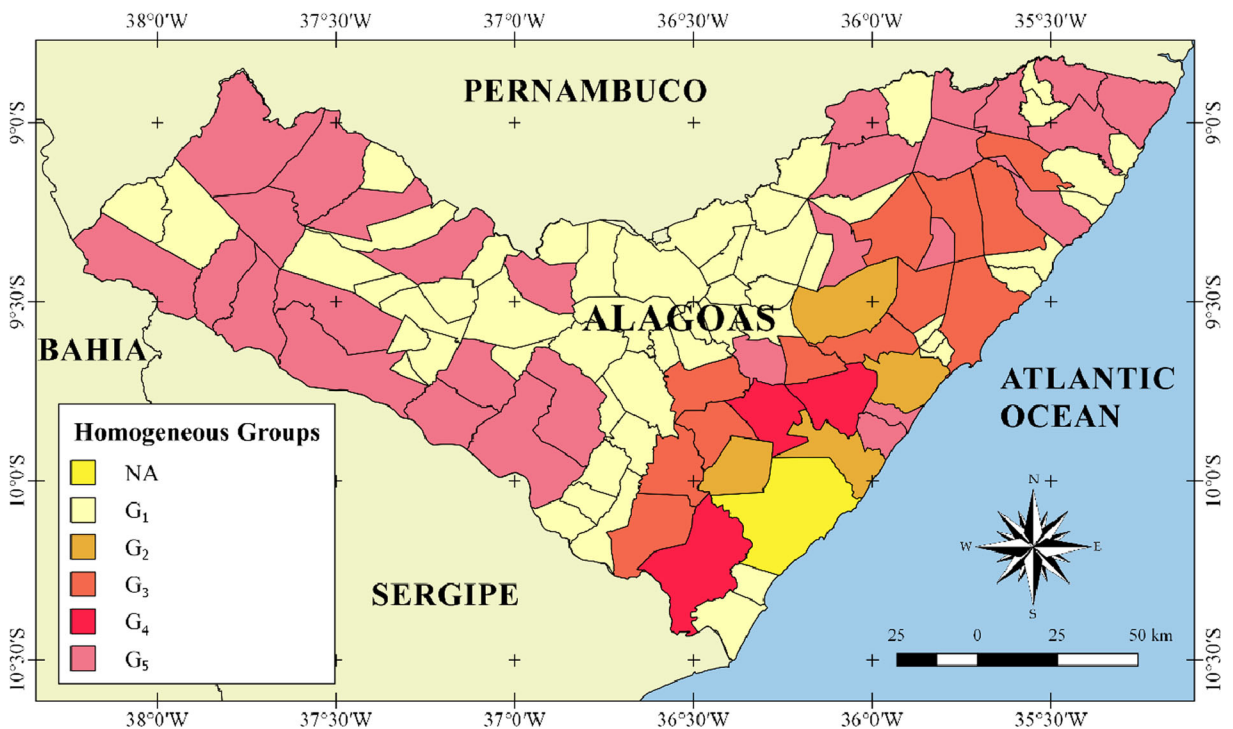 38°0'W 37°30'W 37°0'W 36°30'W 36°0'W 35°30'W
PERNAMBUCO
9°0'S 9°0'S
9°30'S 9°30'S
ALAGOAS
BAHIA
ATLANTIC
OCEAN
Homogeneous Groups
NA
G₁
G₂
G₃
G₄
G₅
10°0'S 10°0'S
N
W E
S
SERGIPE
25 0 25 50 km
10°30'S 10°30'S
38°0'W 37°30'W 37°0'W 36°30'W 36°0'W 35°30'W